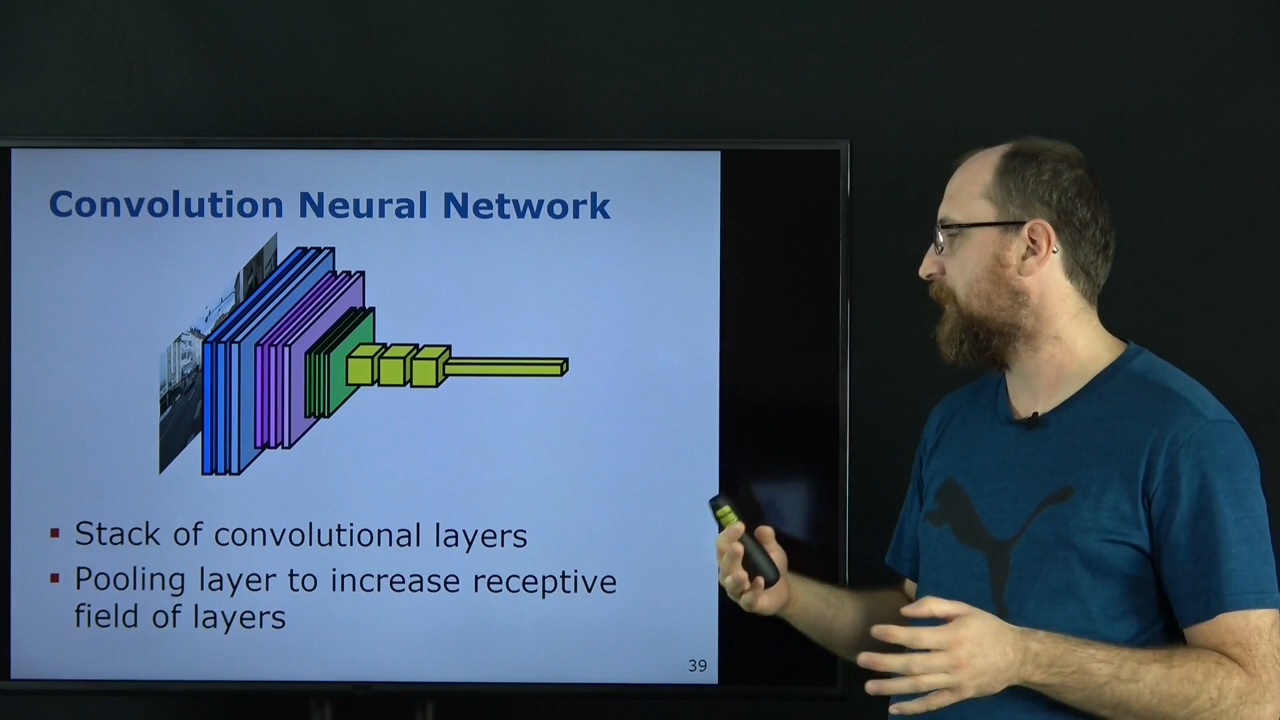 Convolution Neural Network
▪ Stack of convolutional layers
▪ Pooling layer to increase receptive
field of layers
39